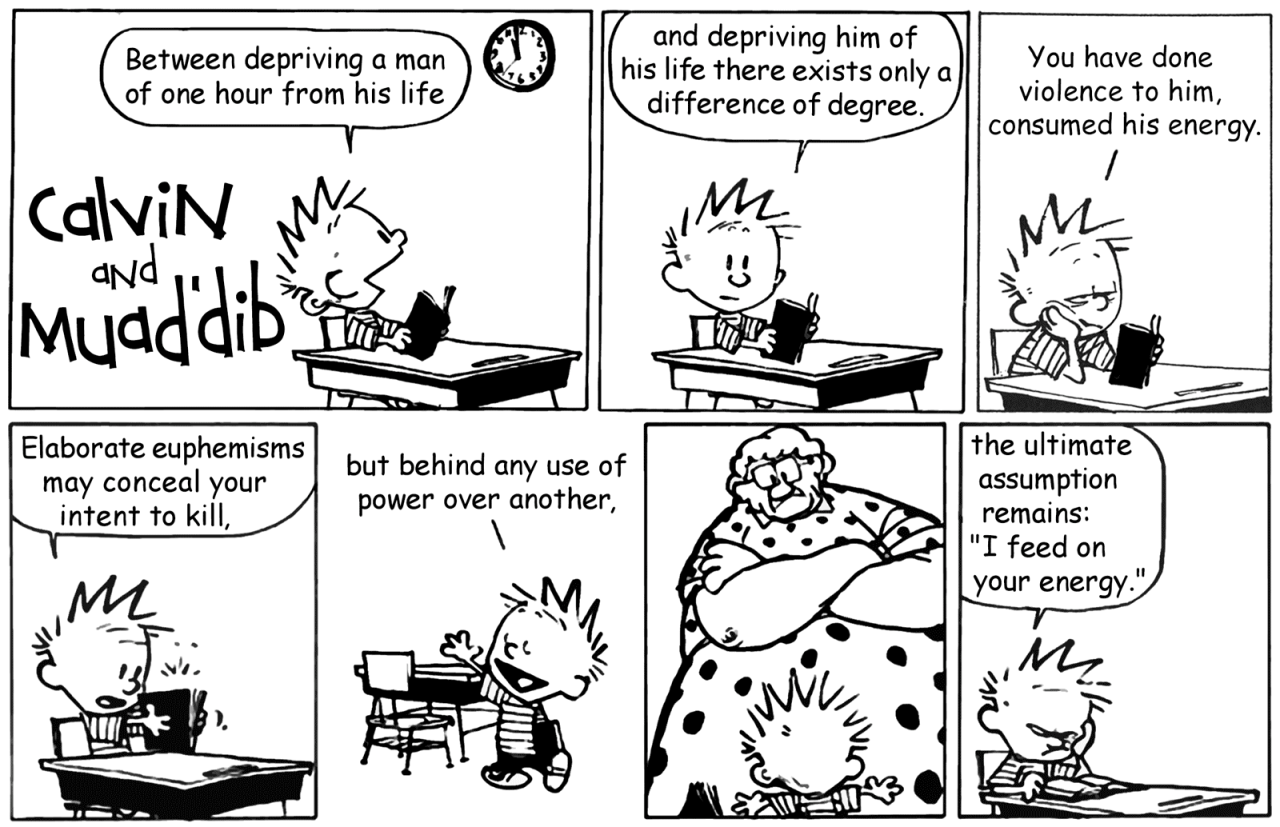 Between depriving a man
of one hour from his life
Calvin
and
Muad'dib
and depriving him of
his life there exists only a
difference of degree.
You have done
violence to him,
consumed his energy.
Elaborate euphemisms
may conceal your
intent to kill,
but behind any use of
power over another,
the ultimate
assumption
remains:
"I feed on
your energy."